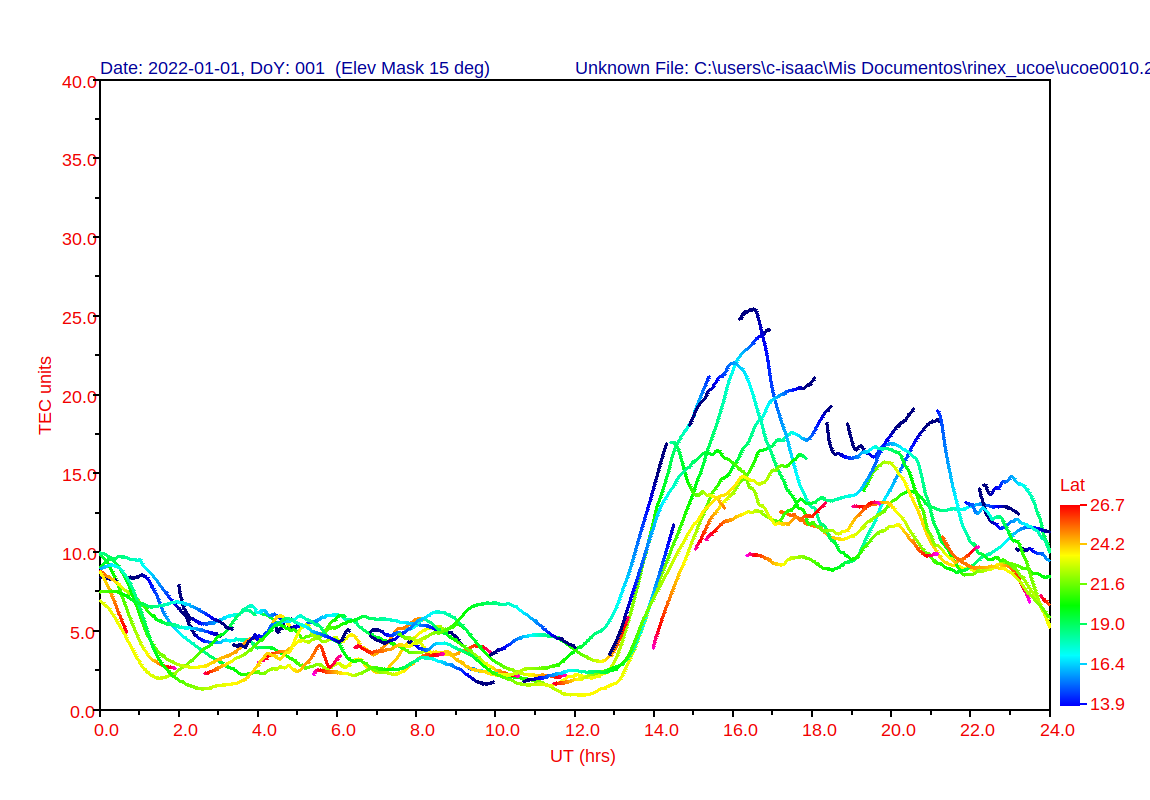 Date: 2022-01-01, DoY: 001  (Elev Mask 15 deg)
Unknown File: C:\users\c-isaac\Mis Documentos\rinex_ucoe\ucoe0010.2
40.0
35.0
30.0
25.0
20.0
15.0
10.0
5.0
0.0
TEC units
0.0 2.0 4.0 6.0 8.0 10.0 12.0 14.0 16.0 18.0 20.0 22.0 24.0
UT (hrs)
Lat
26.7
24.2
21.6
19.0
16.4
13.9